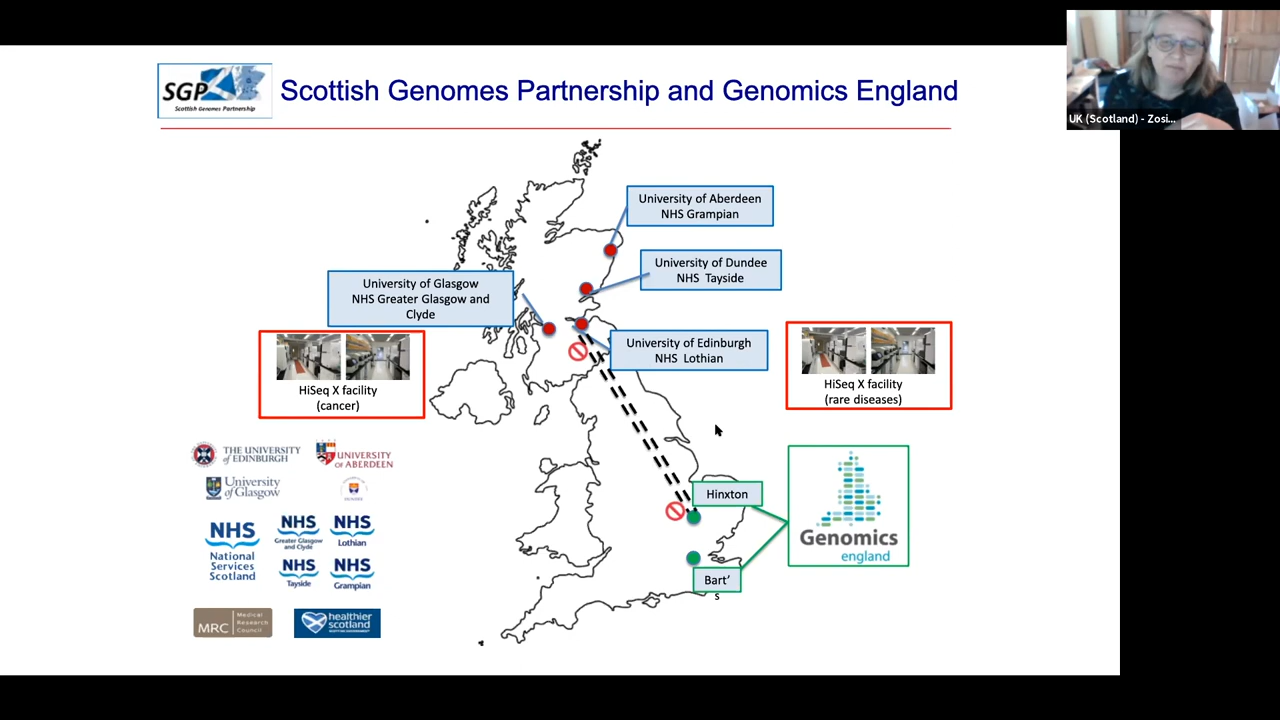 SGP
Scottish Genomes Partnership
Scottish Genomes Partnership and Genomics England
UK (Scotland) - Zosi...
University of Aberdeen
NHS Grampian
University of Dundee
NHS Tayside
University of Glasgow
NHS Greater Glasgow and
Clyde
University of Edinburgh
NHS Lothian
HiSeq X facility
(cancer)
HiSeq X facility
(rare diseases)
THE UNIVERSITY
of EDINBURGH
UNIVERSITY
OF ABERDEEN
University
of Glasgow
NHS
National
Services
Scotland
NHS
Greater Glasgow
and Clyde
NHS
Lothian
NHS
Tayside
NHS
Grampian
MRC
Medical
Research
Council
healthier
scotland
Hinxton
Bart’
s
Genomics
england